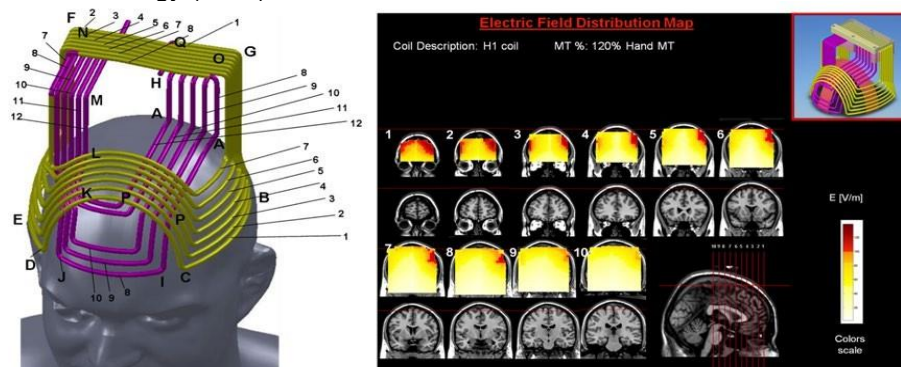 F 2 3 4 5 6 7 8 1
N Q G
7 O
8 H 8
9 M A 9
10 10
11 11
12 A 12
L 7
6
K P P B 5
E 4
3
2
D 1
J I C
10 9 8
Electric Field Distribution Map
Coil Description: H1 coil MT %: 120% Hand MT
1 2 3 4 5 6
E [V/m]
7 8 9 10
Colors
scale